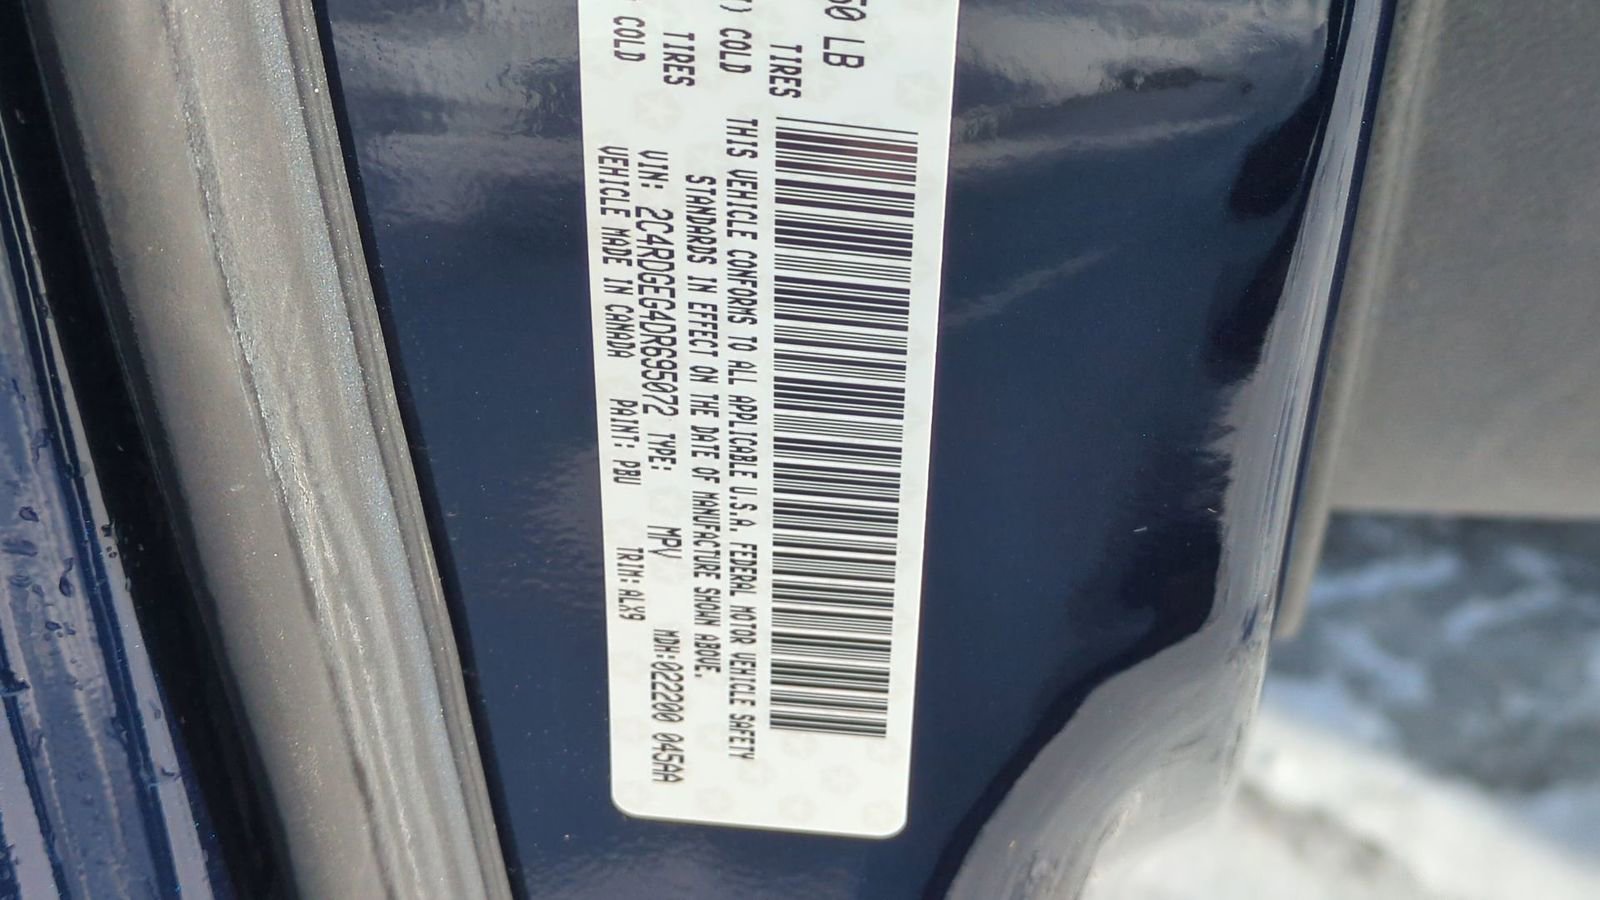 50 LB
TIRES
) COLD
TIRES
COLD
THIS VEHICLE CONFORMS TO ALL APPLICABLE U.S.A. FEDERAL MOTOR VEHICLE SAFETY
STANDARDS IN EFFECT ON THE DATE OF MANUFACTURE SHOWN ABOVE.
VIN: 2C4RDGEG4DR695072 TYPE: MPV MDH:022200 045AA
VEHICLE MADE IN CANADA PAINT: PBU TRIM:ALX9